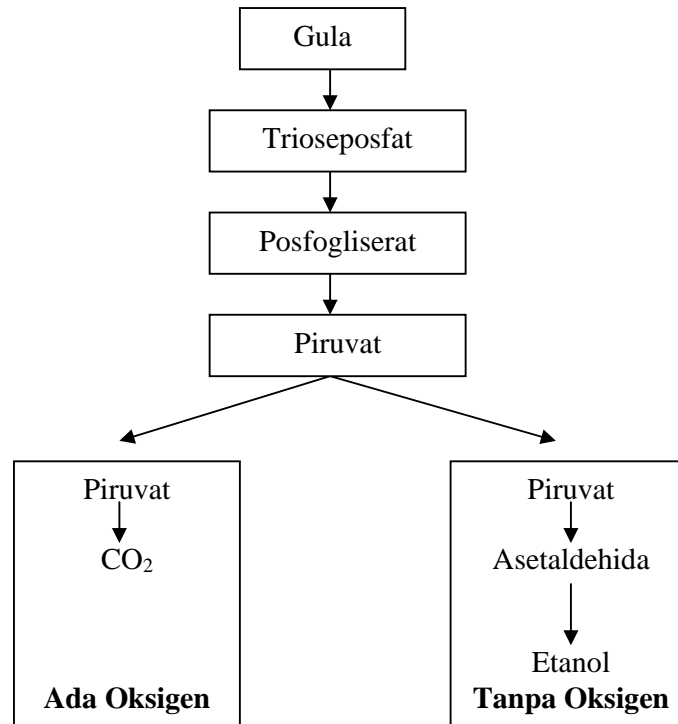 Gula
Trioseposfat
Posfogliserat
Piruvat
Piruvat
CO₂
Ada Oksigen
Piruvat
Asetaldehida
Etanol
Tanpa Oksigen